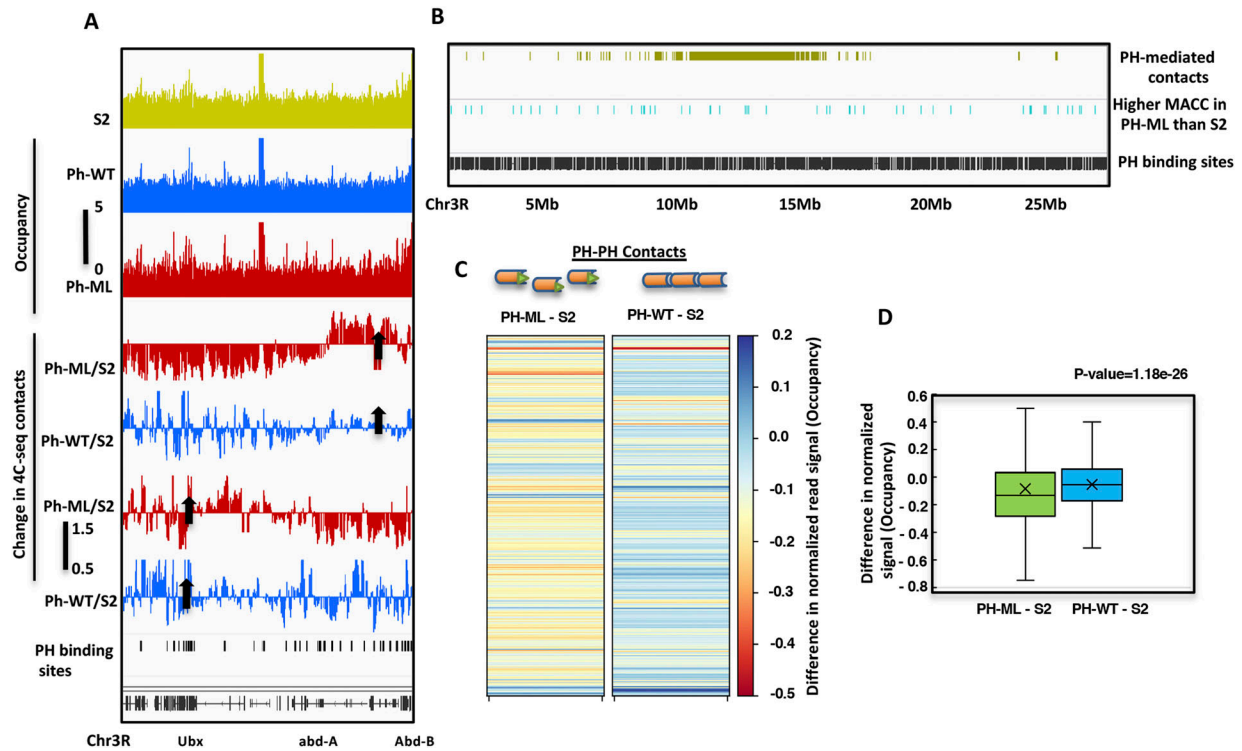 A
S2
Occupancy
Ph-WT
5
0
Ph-ML
Change in 4C-seq contacts
Ph-ML/S2
Ph-WT/S2
Ph-ML/S2
1.5
0.5
Ph-WT/S2
PH binding
sites
Chr3R
Ubx
abd-A
Abd-B
B
PH-mediated
contacts
Higher MACC in
PH-ML than S2
PH binding sites
Chr3R
5Mb
10Mb
15Mb
20Mb
25Mb
C
PH-PH Contacts
PH-ML - S2
PH-WT - S2
0.2
0.1
0.0
-0.1
-0.2
-0.3
-0.4
-0.5
Difference in normalized read signal (Occupancy)
D
P-value=1.18e-26
Difference in normalized
signal (Occupancy)
0.6
0.4
0.2
0.0
- 0.2
- 0.4
- 0.6
- 0.8
PH-ML - S2
PH-WT - S2